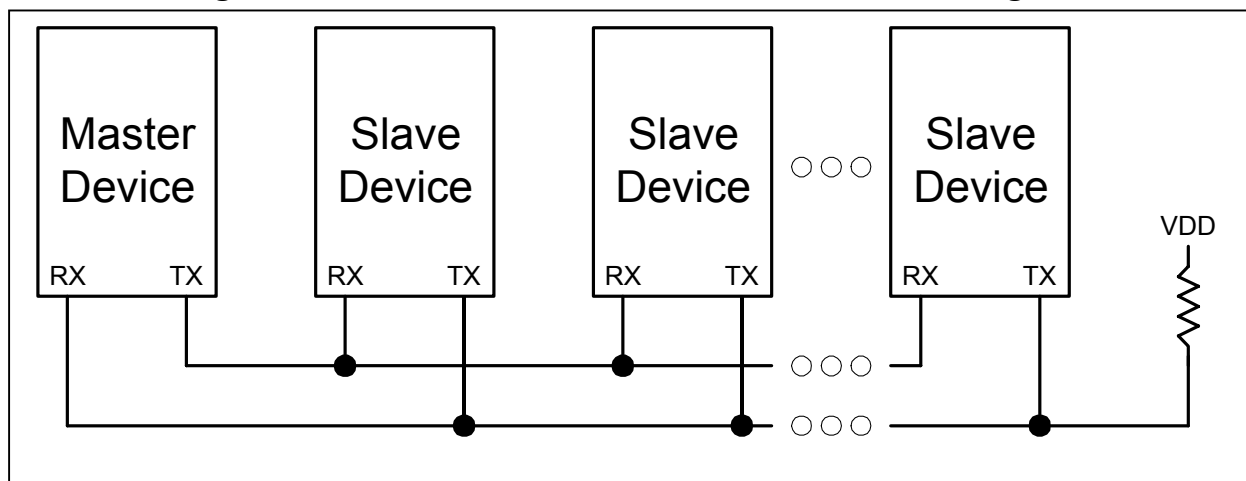 Master
Device
RX TX
Slave
Device
RX TX
Slave
Device
RX TX
Slave
Device
RX TX
VDD